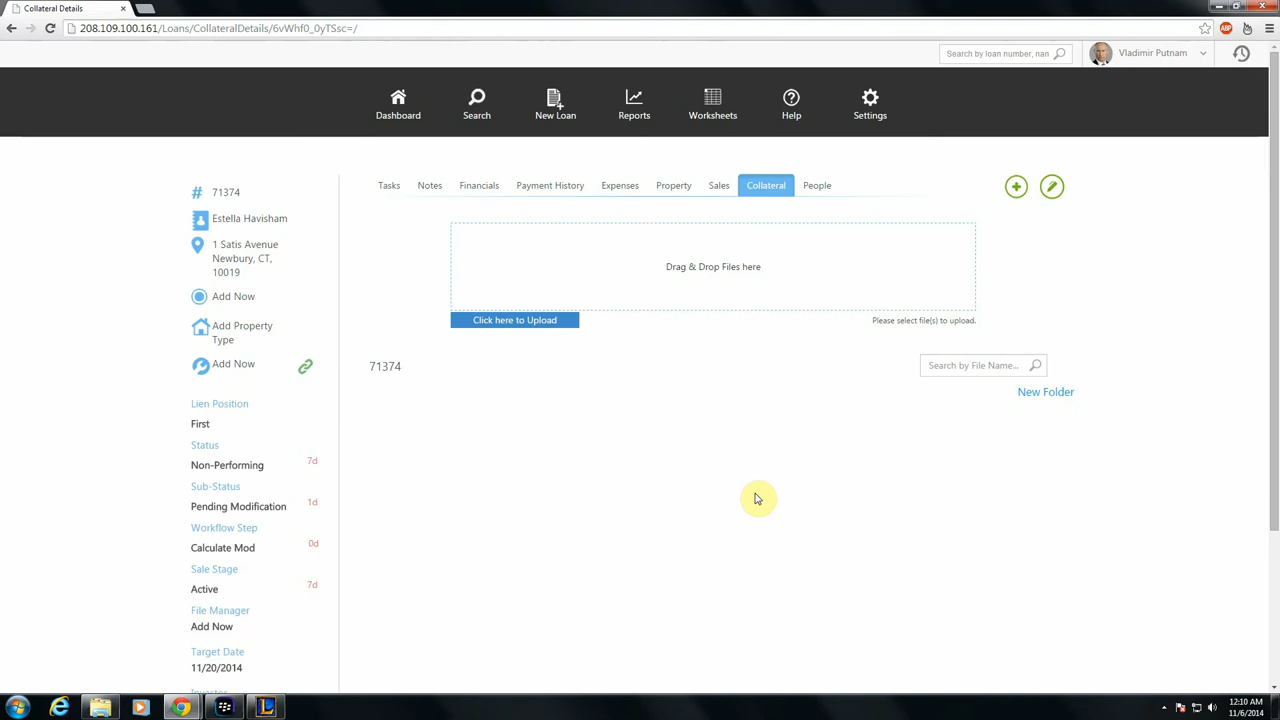 Collateral Details
208.109.100.161/Loans/CollateralDetails/6vWhf0_0yTSsc=/
ABP
Search by loan number, nan
Vladimir Putnam
Dashboard
Search
New Loan
Reports
Worksheets
Help
Settings
# 71374
Tasks
Notes
Financials
Payment History
Expenses
Property
Sales
Collateral
People
Estella Havisham
1 Satis Avenue
Newbury, CT,
10019
Drag & Drop Files here
Add Now
Click here to Upload
Please select file(s) to upload.
Add Property
Type
Add Now
71374
Search by File Name...
New Folder
Lien Position
First
Status
Non-Performing
7d
Sub-Status
Pending Modification
1d
Workflow Step
Calculate Mod
0d
Sale Stage
Active
7d
File Manager
Add Now
Target Date
11/20/2014
12:10 AM
11/6/2014